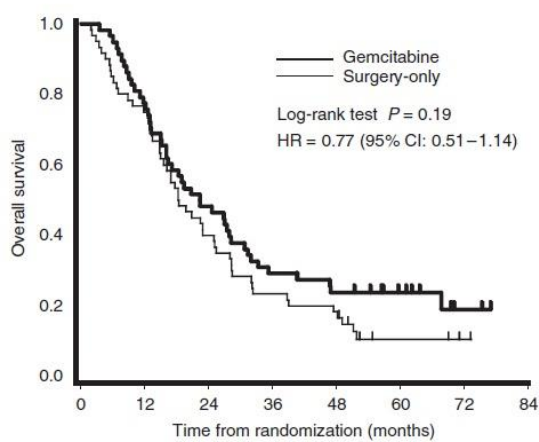 1.0
0.8
0.6
0.4
0.2
0.0
Overall survival
Gemcitabine
Surgery-only
Log-rank test P = 0.19
HR = 0.77 (95% CI: 0.51–1.14)
0 12 24 36 48 60 72 84
Time from randomization (months)